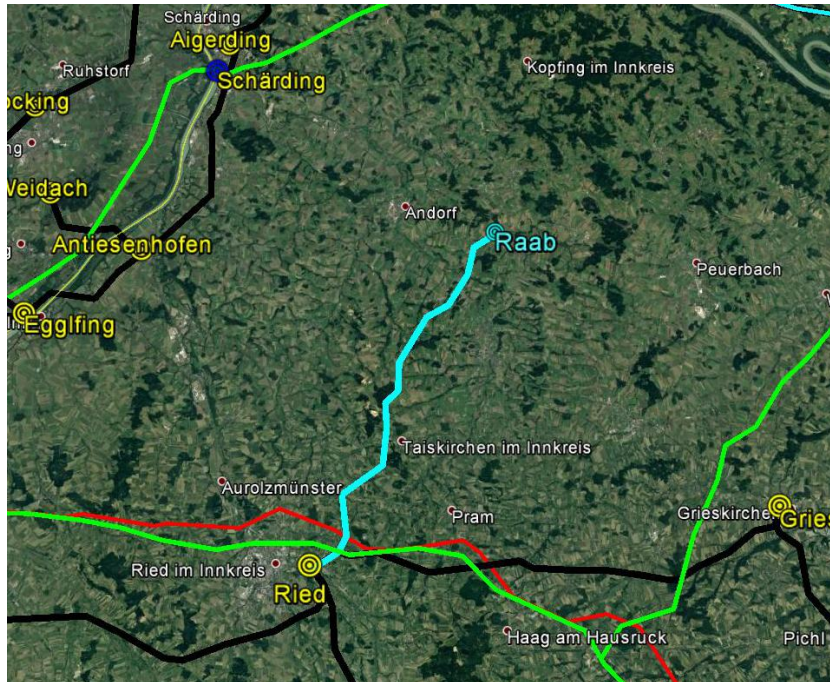 Schärding
Aigerding
Ruhstorf
Schärding
Kopfing im Innkreis
ocking
ng
Weidach
Andorf
Antiesenhofen
Raab
g
Peuerbach
Egglfing
Taiskirchen im Innkreis
Aurolzmünster
Pram
Grieskirche
Gries
Ried im Innkreis
Ried
Haag am Hausruck
Pichl